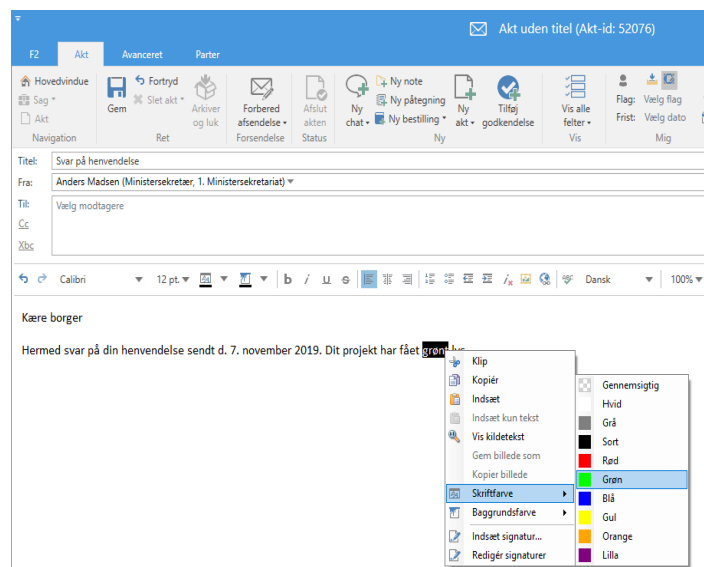 Akt uden titel (Akt-id: 52076)
F2 Akt Avanceret Parter
Hovedvindue
Sag
Akt
Navigation
Gem
Fortryd
Slet akt
Arkiver og luk
Ret
Forbered afsendelse
Forsendelse
Afslut akten
Status
Ny chat
Ny note
Ny påtegning
Ny bestilling
Ny akt
Tilføj godkendelse
Ny
Vis alle felter
Vis
Flag: Vælg flag
Frist: Vælg dato
Mig
Titel: Svar på henvendelse
Fra: Anders Madsen (Ministersekretær, 1. Ministersekretariat)
Til: Vælg modtagere
Cc
Xbc
Calibri 12 pt. b i u Dansk 100%
Kære borger
Hermed svar på din henvendelse sendt d. 7. november 2019. Dit projekt har fået grønt
Klip
Kopiér
Indsæt
Indsæt kun tekst
Vis kildetekst
Gem billede som
Kopier billede
Skriftfarve
Baggrundsfarve
Indsæt signatur...
Redigér signaturer
Gennemsigtig
Hvid
Grå
Sort
Rød
Grøn
Blå
Gul
Orange
Lilla